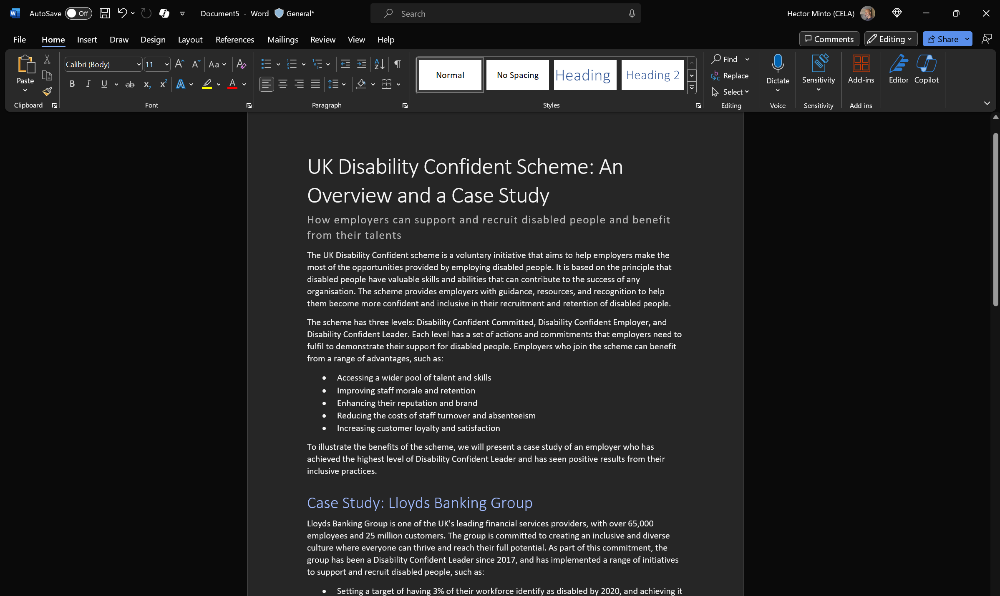 AutoSave Off Document5 - Word General* Search Hector Minto (CELA)
File Home Insert Draw Design Layout References Mailings Review View Help Comments Editing Share
Paste
Clipboard
Calibri (Body) 11 Aa
B I U ab x₂ x² A A
Font
Paragraph
Normal No Spacing Heading Heading 2
Styles
Find
Replace
Select
Editing
Dictate
Voice
Sensitivity
Sensitivity
Add-ins
Add-ins
Editor Copilot
UK Disability Confident Scheme: An
Overview and a Case Study
How employers can support and recruit disabled people and benefit
from their talents
The UK Disability Confident scheme is a voluntary initiative that aims to help employers make the
most of the opportunities provided by employing disabled people. It is based on the principle that
disabled people have valuable skills and abilities that can contribute to the success of any
organisation. The scheme provides employers with guidance, resources, and recognition to help
them become more confident and inclusive in their recruitment and retention of disabled people.
The scheme has three levels: Disability Confident Committed, Disability Confident Employer, and
Disability Confident Leader. Each level has a set of actions and commitments that employers need to
fulfil to demonstrate their support for disabled people. Employers who join the scheme can benefit
from a range of advantages, such as:
• Accessing a wider pool of talent and skills
• Improving staff morale and retention
• Enhancing their reputation and brand
• Reducing the costs of staff turnover and absenteeism
• Increasing customer loyalty and satisfaction
To illustrate the benefits of the scheme, we will present a case study of an employer who has
achieved the highest level of Disability Confident Leader and has seen positive results from their
inclusive practices.
Case Study: Lloyds Banking Group
Lloyds Banking Group is one of the UK's leading financial services providers, with over 65,000
employees and 25 million customers. The group is committed to creating an inclusive and diverse
culture where everyone can thrive and reach their full potential. As part of this commitment, the
group has been a Disability Confident Leader since 2017, and has implemented a range of initiatives
to support and recruit disabled people, such as:
• Setting a target of having 3% of their workforce identify as disabled by 2020, and achieving it